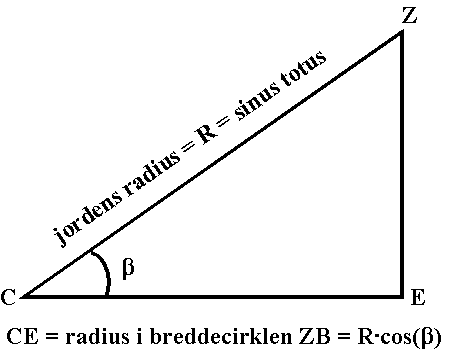 Z
jordens radius = R = sinus totus
β
C
E
CE = radius i breddecirklen ZB = R·cos(β)